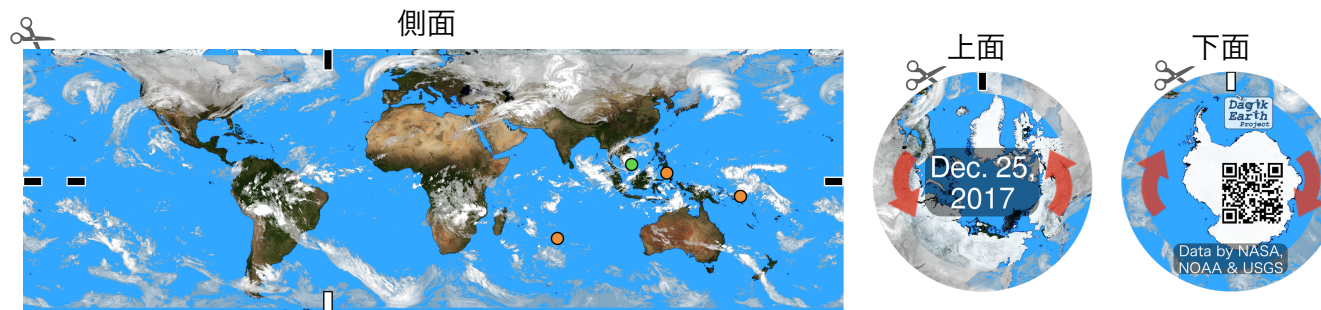 側面
上面
下面
Dec. 25,
2017
Dagik
Earth
Project
Data by NASA,
NOAA & USGS